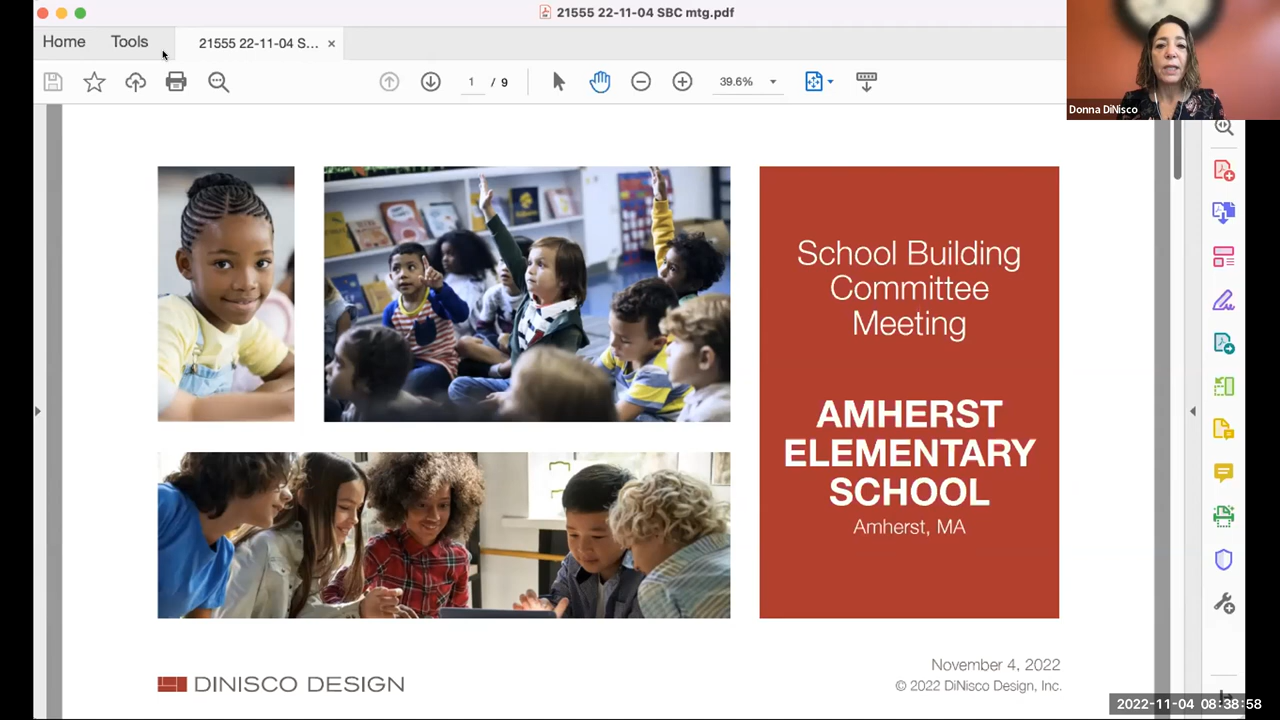 21555 22-11-04 SBC mtg.pdf
Home
Tools
21555 22-11-04 S...
1 / 9
39.6%
Donna DiNisco
School Building
Committee
Meeting
AMHERST
ELEMENTARY
SCHOOL
Amherst, MA
DINISCO DESIGN
November 4, 2022
© 2022 DiNisco Design, Inc.
2022-11-04 08:38:58